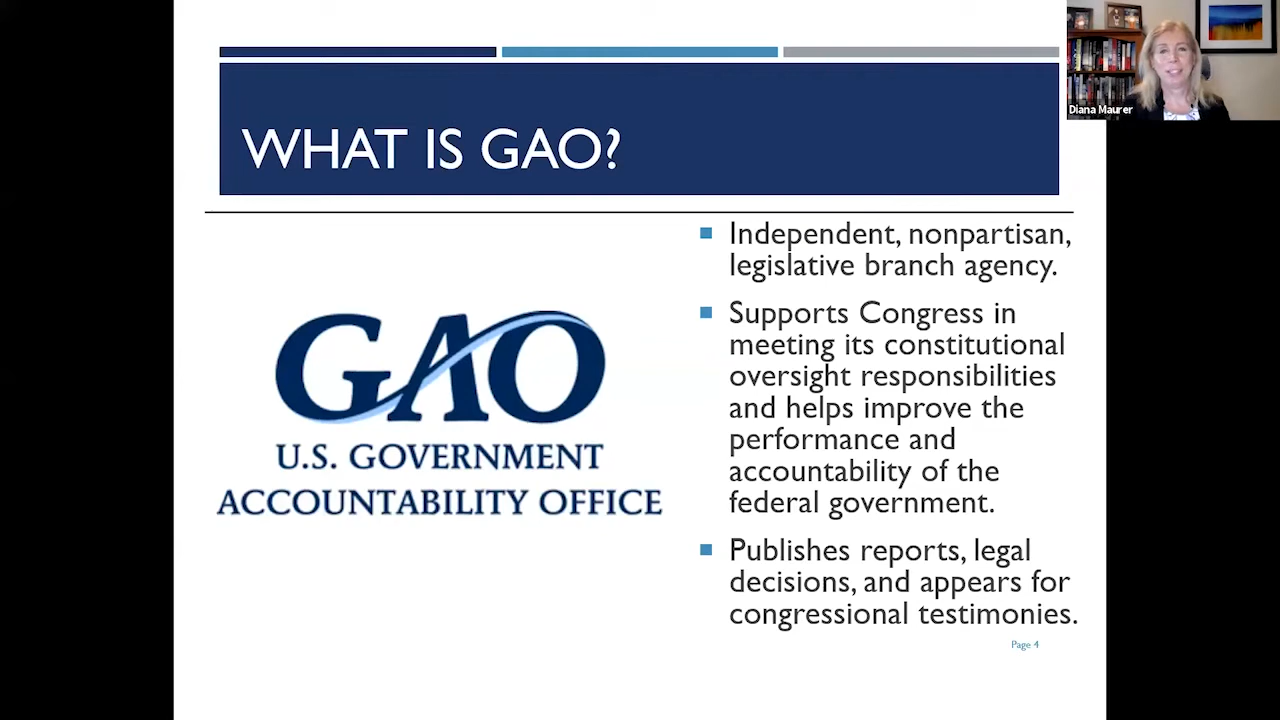 Diana Maurer
WHAT IS GAO?
GAO
U.S. GOVERNMENT
ACCOUNTABILITY OFFICE
Independent, nonpartisan,
legislative branch agency.
Supports Congress in
meeting its constitutional
oversight responsibilities
and helps improve the
performance and
accountability of the
federal government.
Publishes reports, legal
decisions, and appears for
congressional testimonies.
Page 4